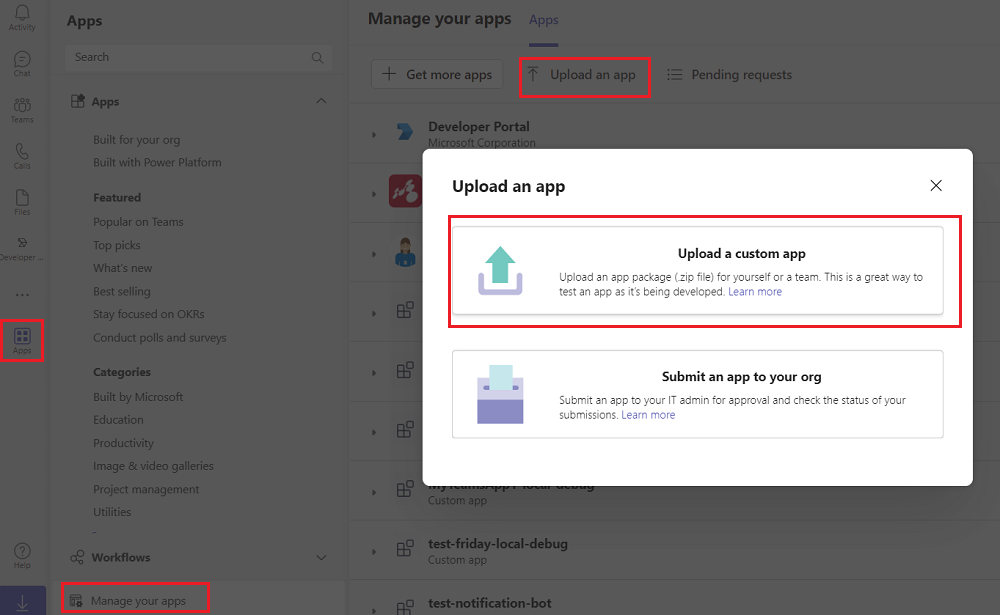 Activity
Chat
Teams
Calls
Files
Developer ...
Apps
Help
Apps
Search
Apps
Built for your org
Built with Power Platform
Featured
Popular on Teams
Top picks
What's new
Best selling
Stay focused on OKRs
Conduct polls and surveys
Categories
Built by Microsoft
Education
Productivity
Image & video galleries
Project management
Utilities
Workflows
Manage your apps
Manage your apps Apps
Get more apps Upload an app Pending requests
Developer Portal
Microsoft Corporation
Upload an app
Upload a custom app
Upload an app package (.zip file) for yourself or a team. This is a great way to
test an app as it's being developed. Learn more
Submit an app to your org
Submit an app to your IT admin for approval and check the status of your
submissions. Learn more
Custom app
test-friday-local-debug
Custom app
test-notification-bot